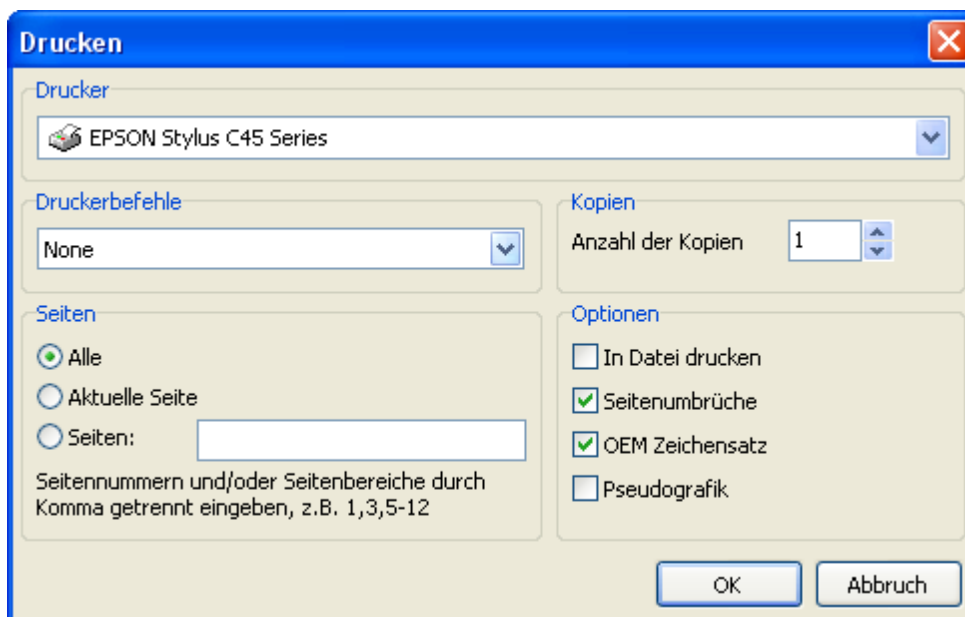 Drucken
Drucker
EPSON Stylus C45 Series
Druckerbefehle
None
Kopien
Anzahl der Kopien 1
Seiten
Alle
Aktuelle Seite
Seiten:
Seitennummern und/oder Seitenbereiche durch
Komma getrennt eingeben, z.B. 1,3,5-12
Optionen
In Datei drucken
Seitenumbrüche
OEM Zeichensatz
Pseudografik
OK Abbruch